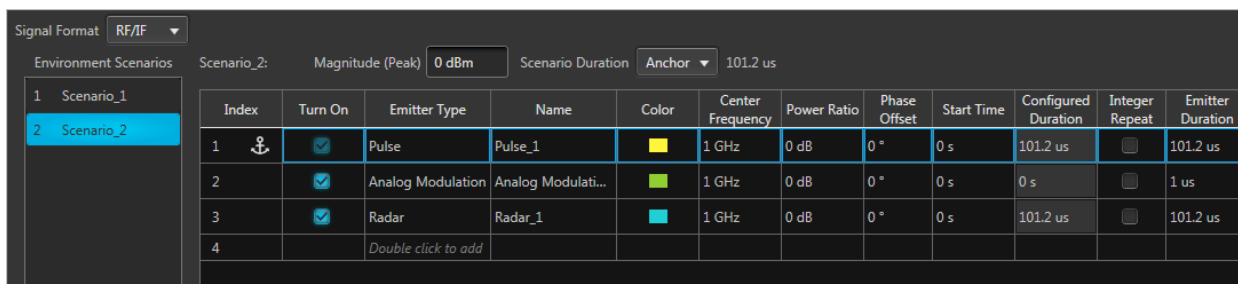 Signal Format RF/IF
Environment Scenarios Scenario_2: Magnitude (Peak) 0 dBm Scenario Duration Anchor 101.2 us
1 Scenario_1
2 Scenario_2
Index Turn On Emitter Type Name Color Center Frequency Power Ratio Phase Offset Start Time Configured Duration Integer Repeat Emitter Duration
1 Pulse Pulse_1 1 GHz 0 dB 0 ° 0 s 101.2 us 101.2 us
2 Analog Modulation Analog Modulati... 1 GHz 0 dB 0 ° 0 s 0 s 1 us
3 Radar Radar_1 1 GHz 0 dB 0 ° 0 s 101.2 us 101.2 us
4 Double click to add